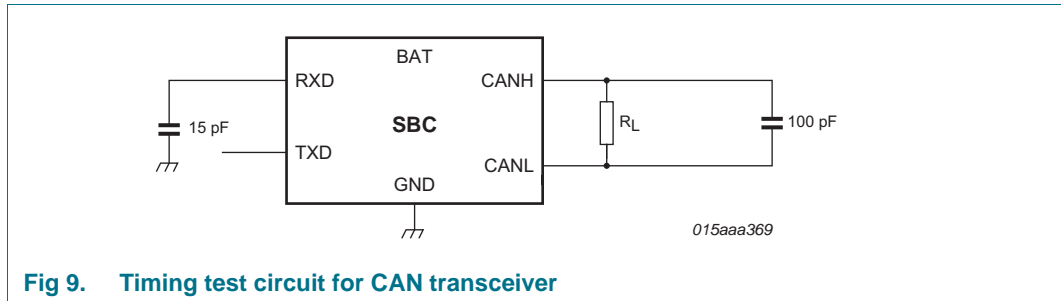 BAT
RXD
CANH
SBC
15 pF
RL
100 pF
TXD
CANL
GND
015aaa369
Fig 9. Timing test circuit for CAN transceiver